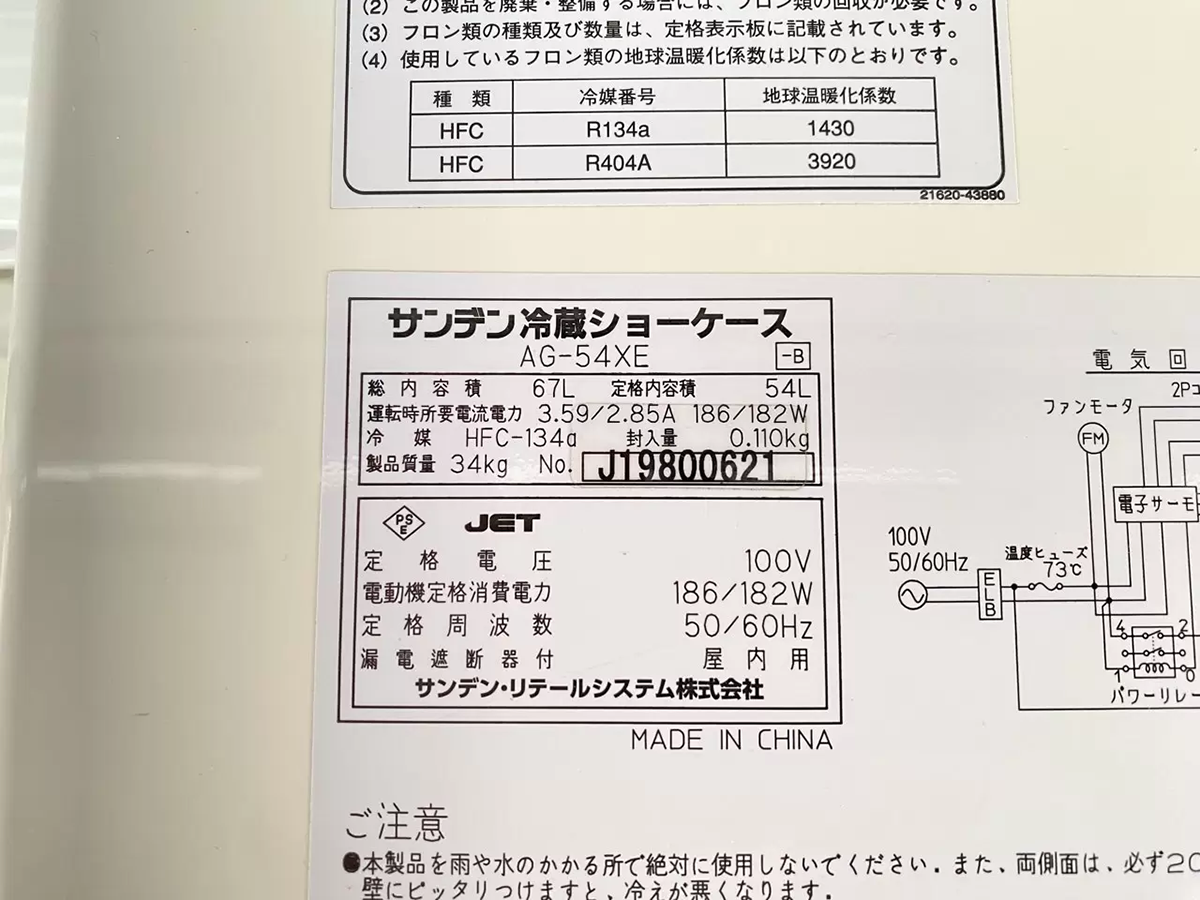 (2) この製品を廃棄・整備する場合には、フロン類の回収が必要です。
(3) フロン類の種類及び数量は、定格表示板に記載されています。
(4) 使用しているフロン類の地球温暖化係数は以下のとおりです。
種 類 冷媒番号 地球温暖化係数
HFC R134a 1430
HFC R404A 3920
21620-43880
サンデン冷蔵ショーケース
AG-54XE -B
総内容積 67L 定格内容積 54L
運転時所要電流電力 3.59/2.85A 186/182W
冷媒 HFC-134a 封入量 0.110kg
製品質量 34kg No. J19800621
PSE JET
定格電圧 100V
電動機定格消費電力 186/182W
定格周波数 50/60Hz
漏電遮断器付 屋内用
サンデン・リテールシステム株式会社
MADE IN CHINA
電気回
2Pコ
ファンモータ
FM
電子サーモ
100V
50/60Hz
温度ヒューズ
73℃
ELB
4 2
1 0
パワーリレー
ご注意
●本製品を雨や水のかかる所で絶対に使用しないでください。また、両側面は、必ず20
壁にピッタリつけますと、冷えが悪くなります。